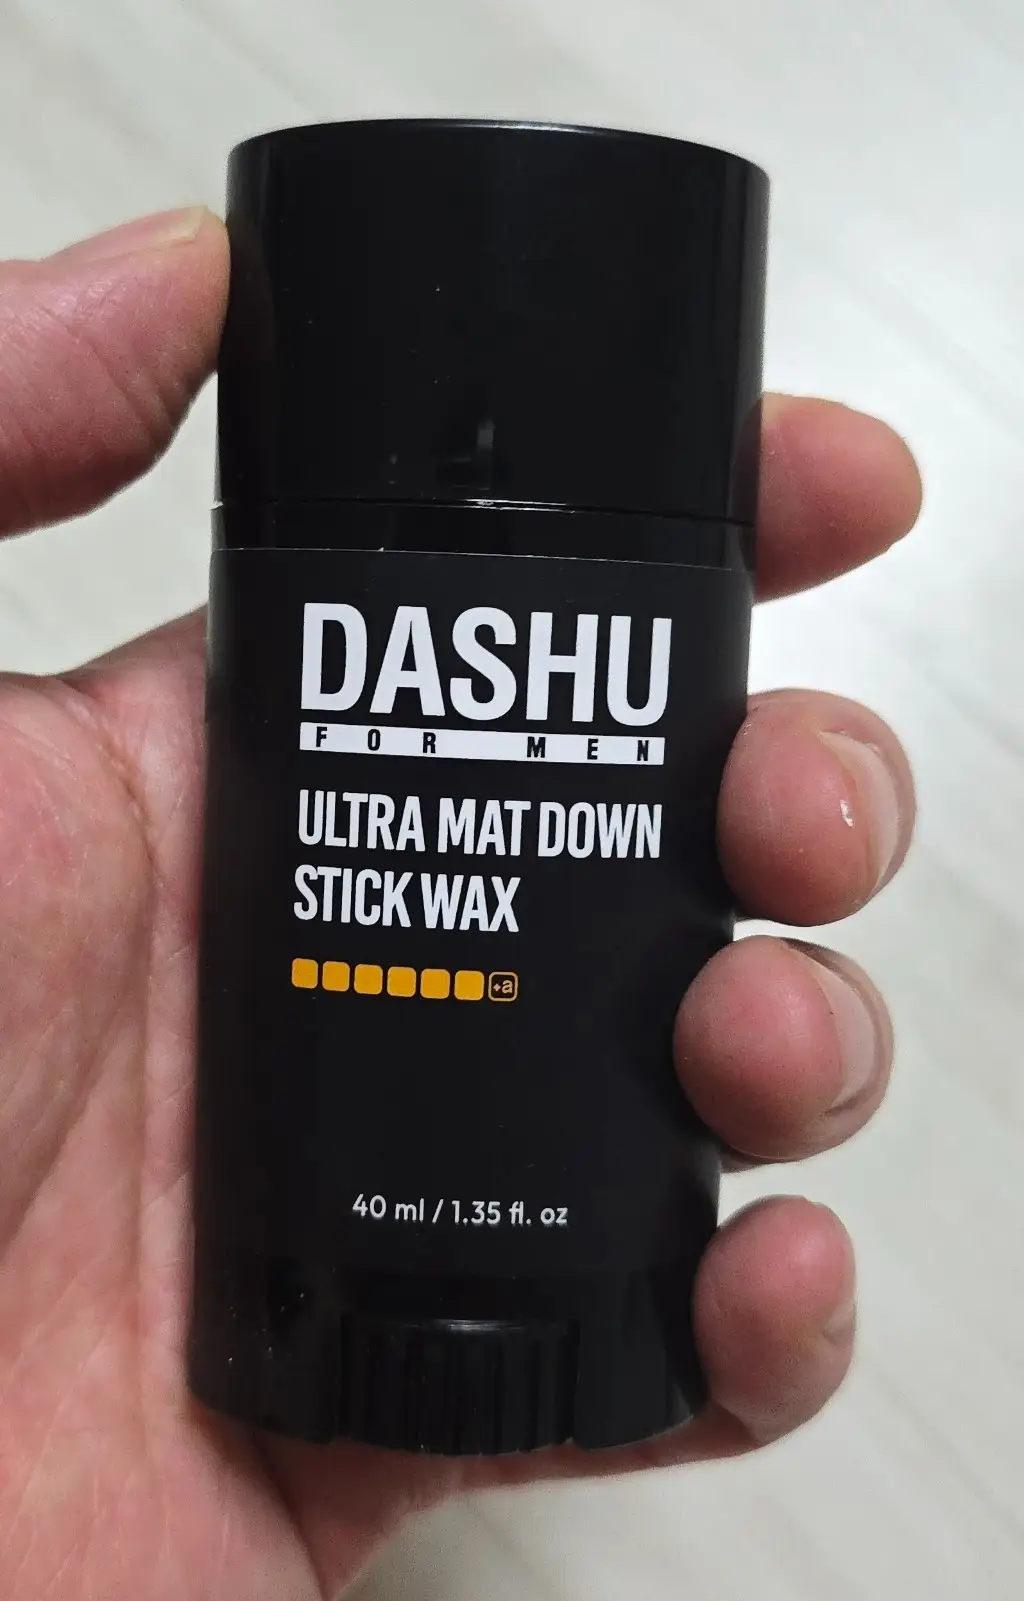 DASHU
FOR MEN
ULTRA MAT DOWN
STICK WAX
+a
40 ml / 1.35 fl. oz